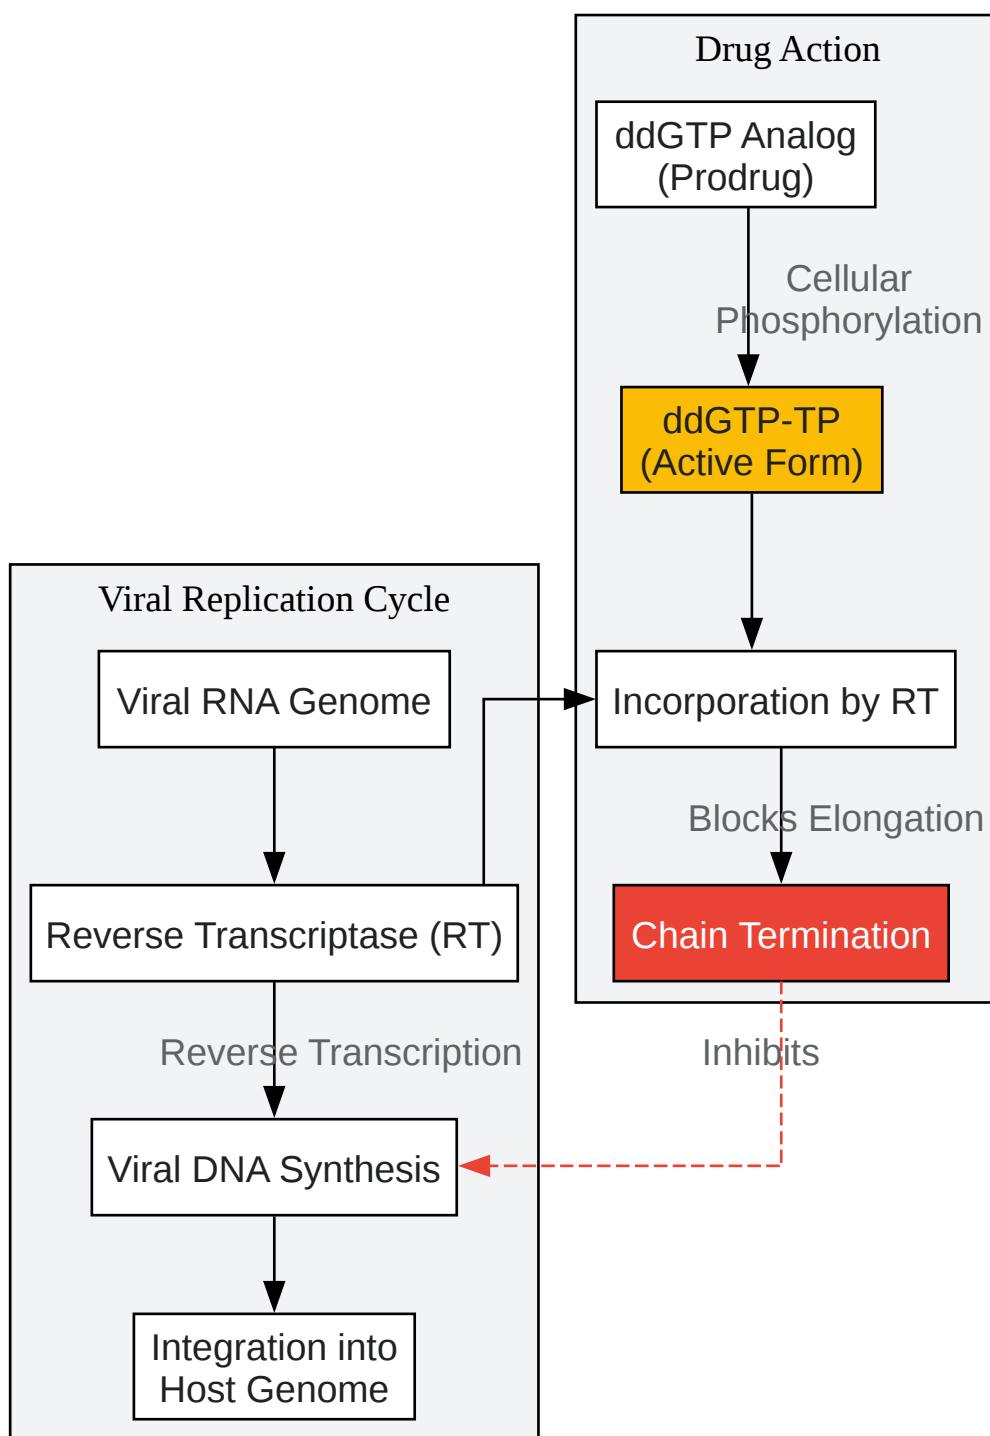 Drug Action
ddGTP Analog
(Prodrug)
Cellular
Phosphorylation
ddGTP-TP
(Active Form)
Viral Replication Cycle
Viral RNA Genome
Incorporation by RT
Blocks Elongation
Reverse Transcriptase (RT)
Chain Termination
Reverse Transcription
Inhibits
Viral DNA Synthesis
Integration into
Host Genome